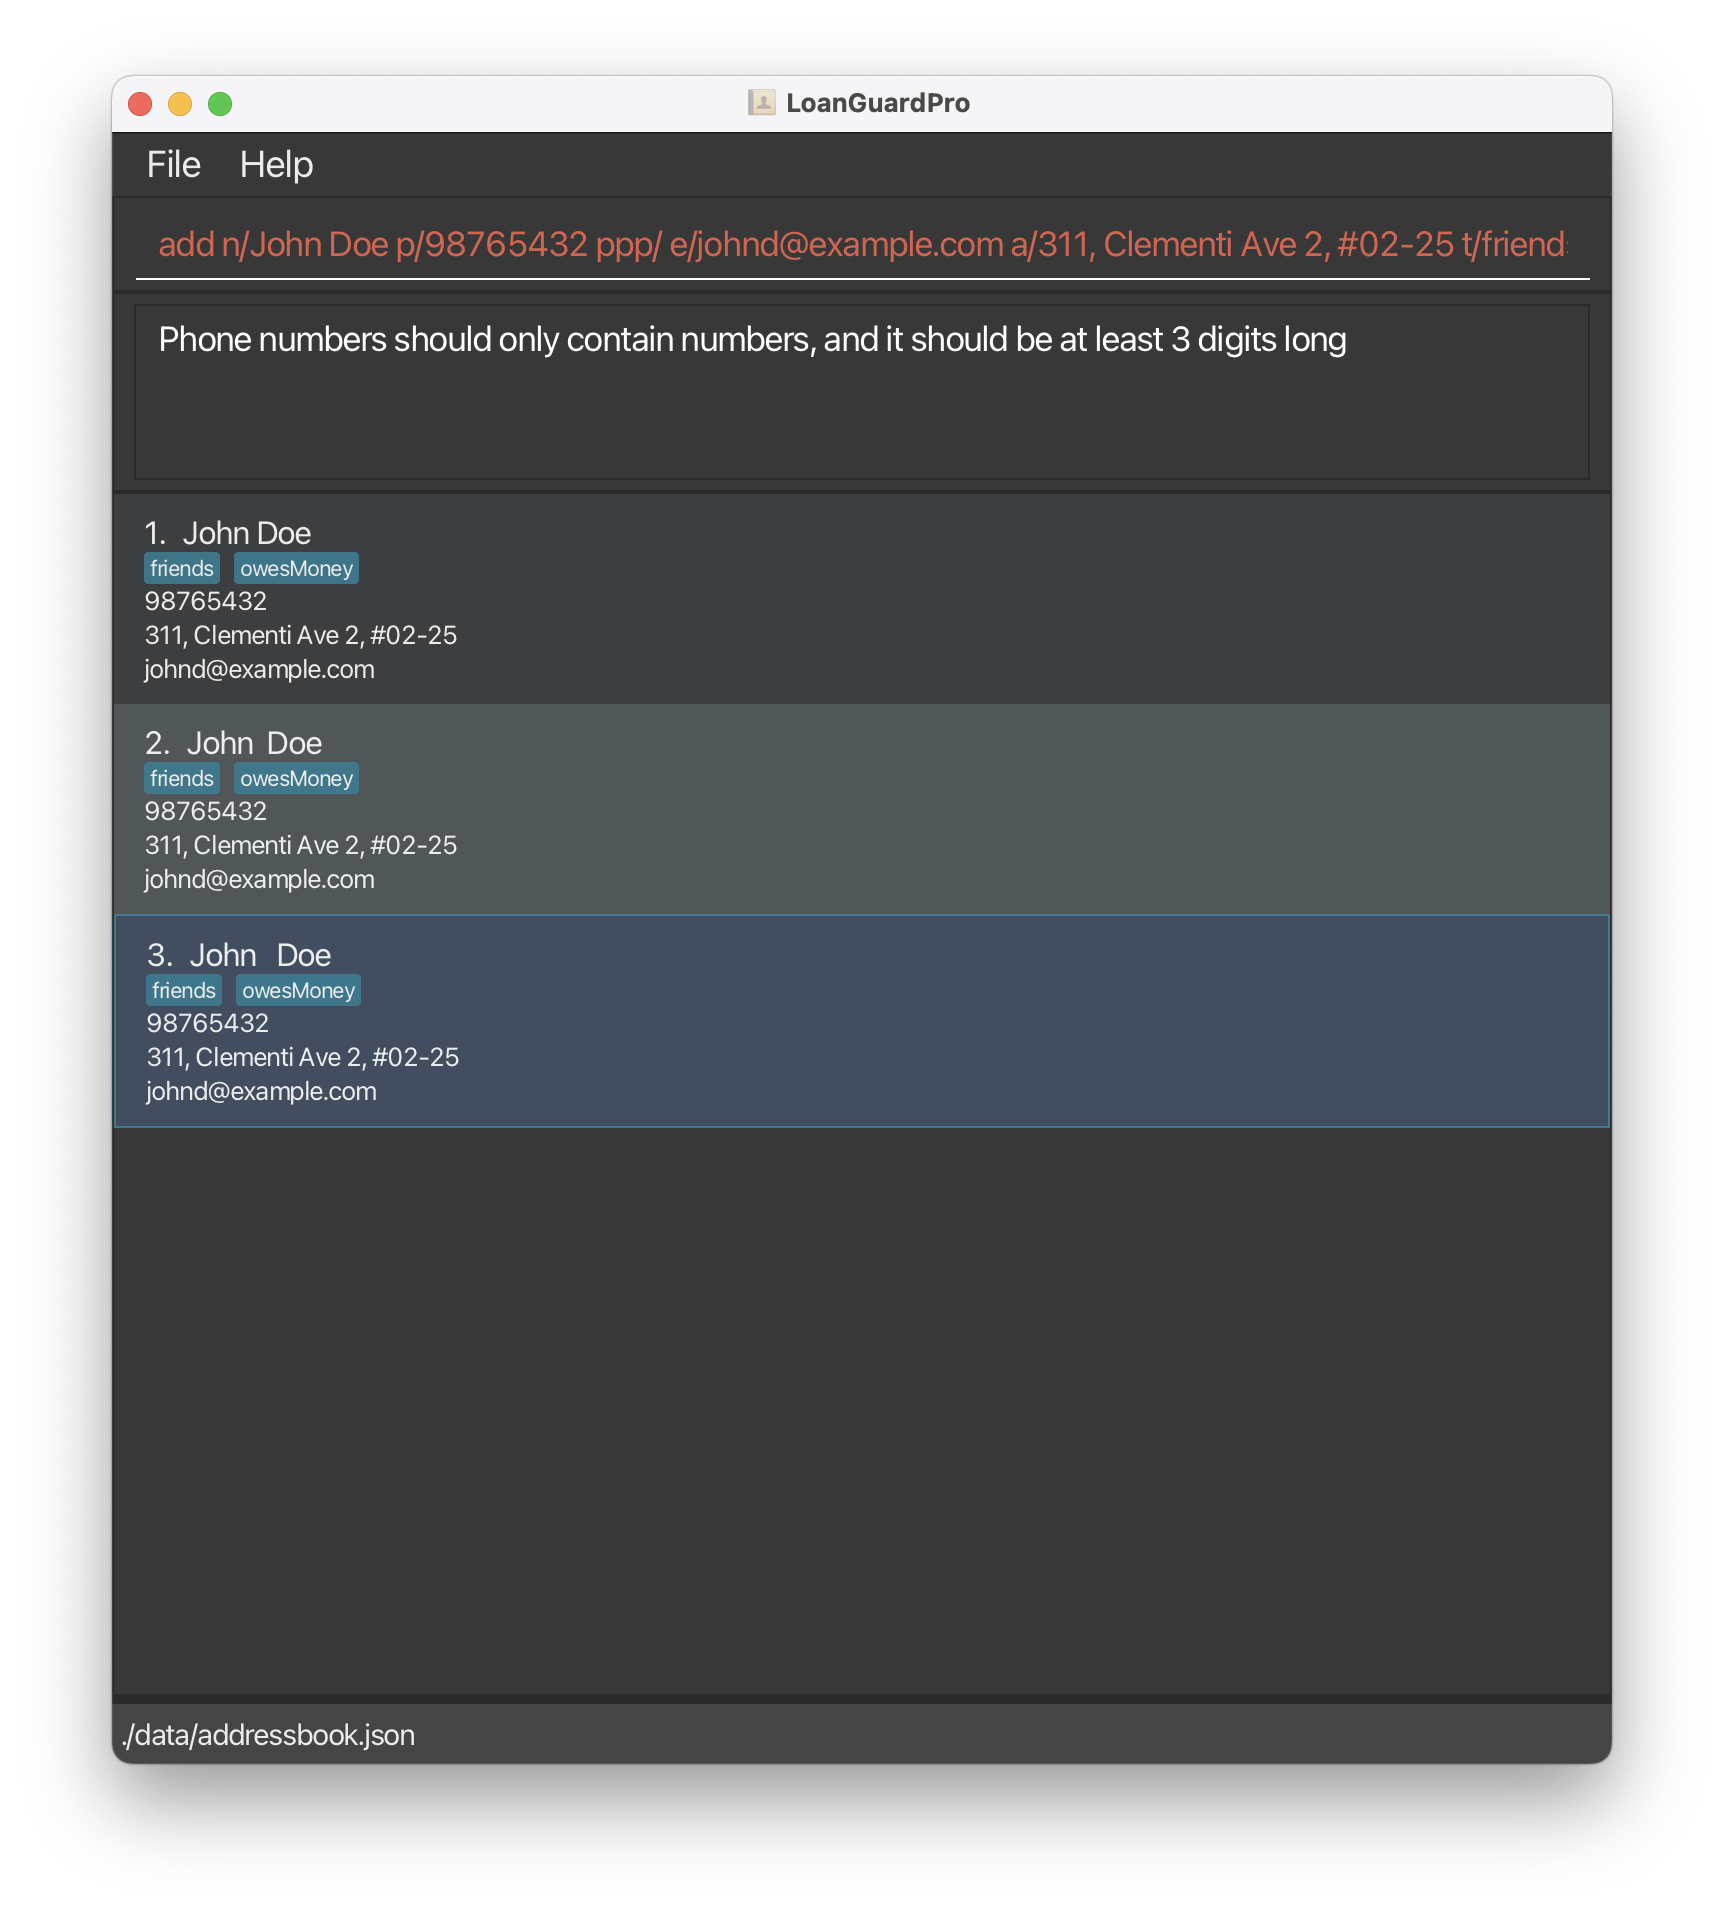 LoanGuardPro
File Help
add n/John Doe p/98765432 ppp/ e/johnd@example.com a/311, Clementi Ave 2, #02-25 t/friend
Phone numbers should only contain numbers, and it should be at least 3 digits long
1. John Doe
friends owesMoney
98765432
311, Clementi Ave 2, #02-25
johnd@example.com
2. John  Doe
friends owesMoney
98765432
311, Clementi Ave 2, #02-25
johnd@example.com
3. John   Doe
friends owesMoney
98765432
311, Clementi Ave 2, #02-25
johnd@example.com
./data/addressbook.json